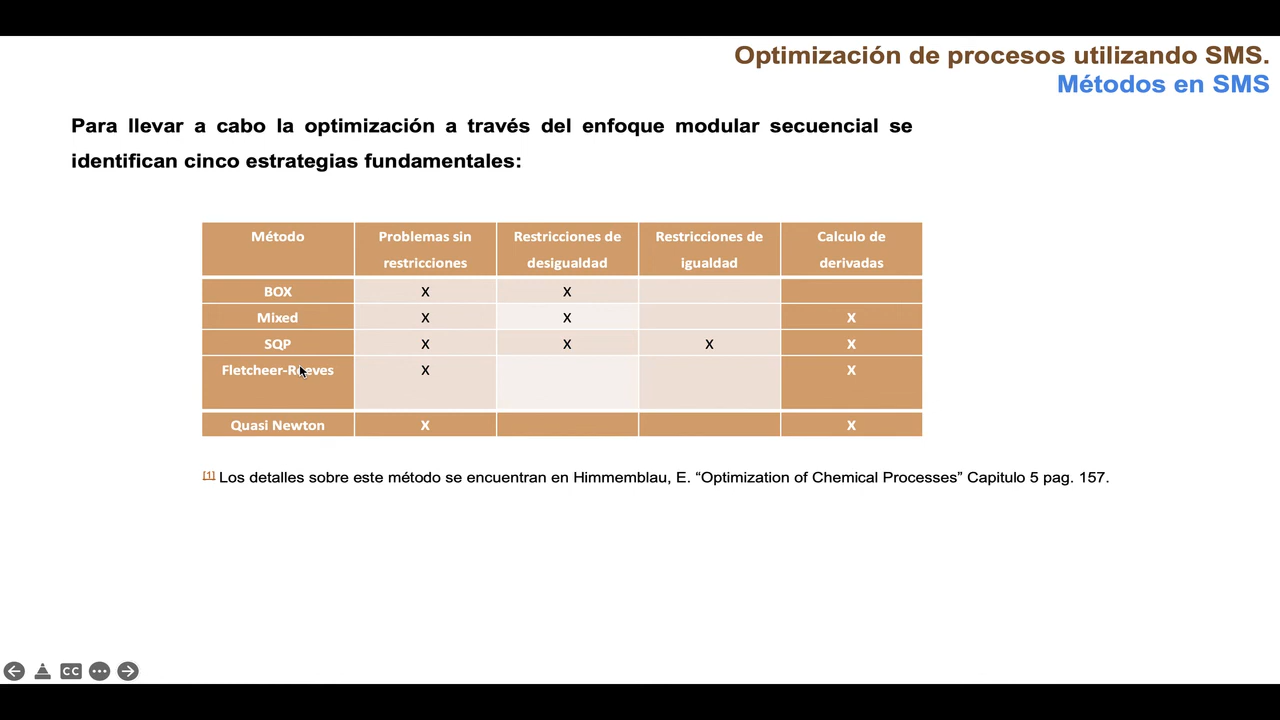 Optimización de procesos utilizando SMS.
Métodos en SMS
Para llevar a cabo la optimización a través del enfoque modular secuencial se
identifican cinco estrategias fundamentales:
Método Problemas sin restricciones Restricciones de desigualdad Restricciones de igualdad Calculo de derivadas
BOX X X
Mixed X X X
SQP X X X X
Fletcheer-Reeves X X
Quasi Newton X X
[1] Los detalles sobre este método se encuentran en Himmemblau, E. “Optimization of Chemical Processes” Capitulo 5 pag. 157.
CC